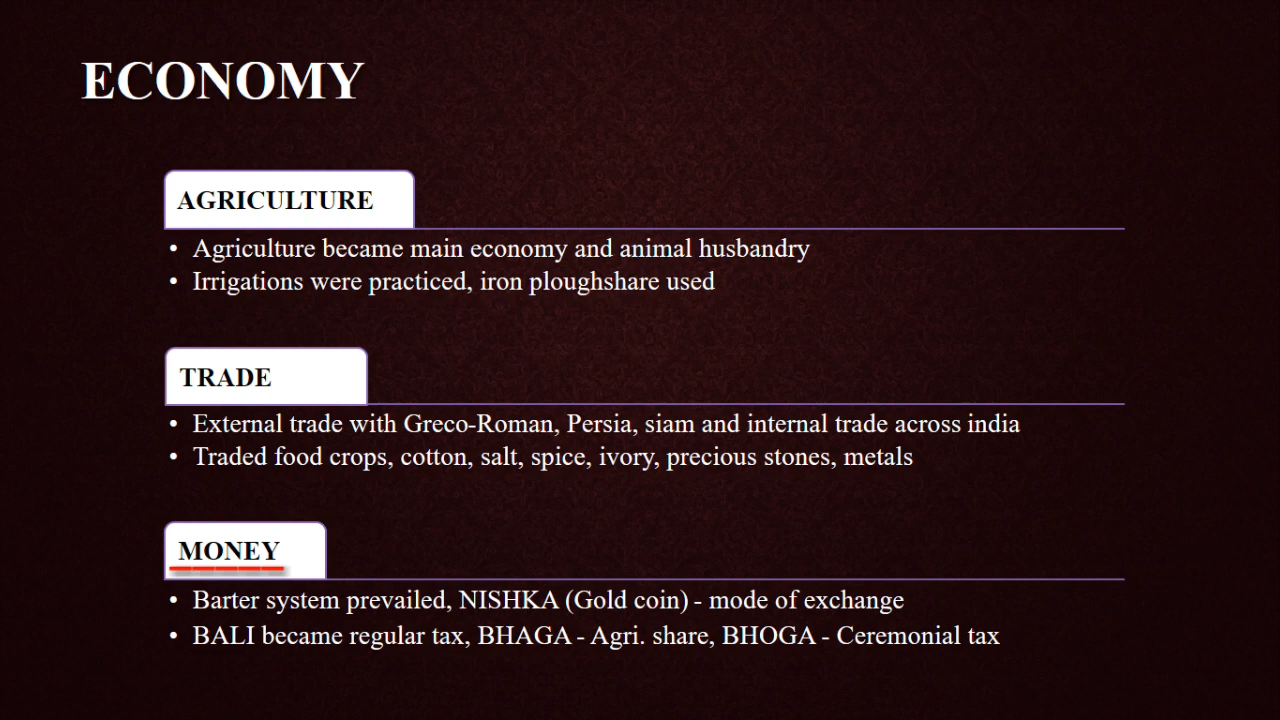 ECONOMY
AGRICULTURE
• Agriculture became main economy and animal husbandry
• Irrigations were practiced, iron ploughshare used
TRADE
• External trade with Greco-Roman, Persia, siam and internal trade across india
• Traded food crops, cotton, salt, spice, ivory, precious stones, metals
MONEY
• Barter system prevailed, NISHKA (Gold coin) - mode of exchange
• BALI became regular tax, BHAGA - Agri. share, BHOGA - Ceremonial tax